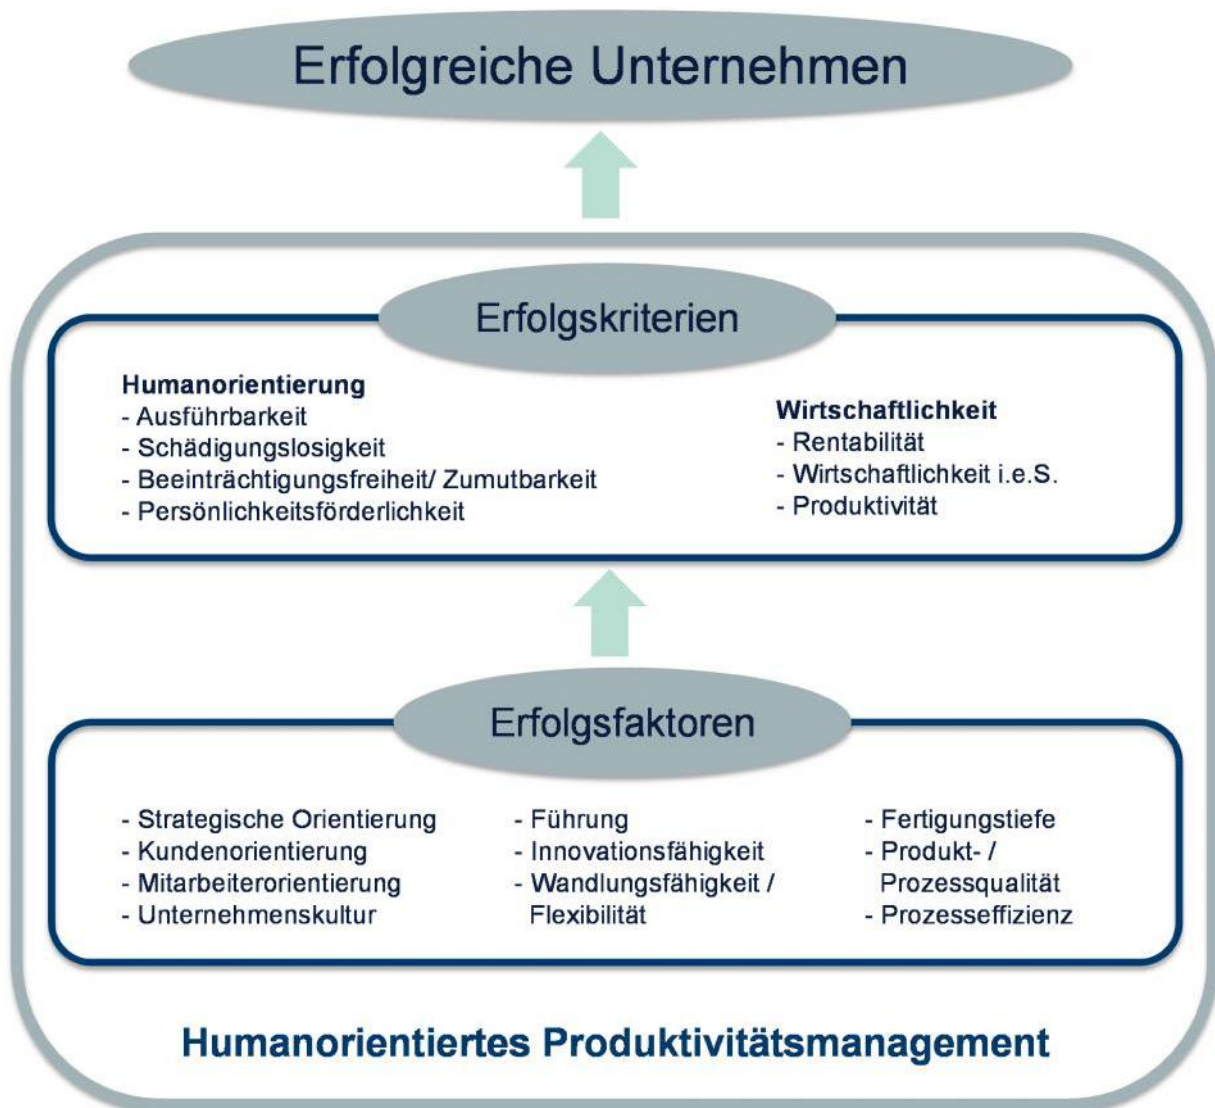 Erfolgreiche Unternehmen
Erfolgskriterien
Humanorientierung
- Ausführbarkeit
- Schädigungslosigkeit
- Beeinträchtigungsfreiheit/ Zumutbarkeit
- Persönlichkeitsförderlichkeit
Wirtschaftlichkeit
- Rentabilität
- Wirtschaftlichkeit i.e.S.
- Produktivität
Erfolgsfaktoren
- Strategische Orientierung
- Kundenorientierung
- Mitarbeiterorientierung
- Unternehmenskultur
- Führung
- Innovationsfähigkeit
- Wandlungsfähigkeit /
Flexibilität
- Fertigungstiefe
- Produkt- /
Prozessqualität
- Prozesseffizienz
Humanorientiertes Produktivitätsmanagement